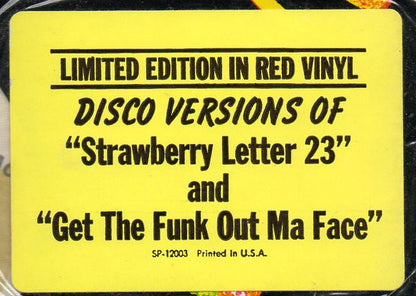 LIMITED EDITION IN RED VINYL
DISCO VERSIONS OF
“Strawberry Letter 23”
and
“Get The Funk Out Ma Face”
SP-12003 Printed In U.S.A.